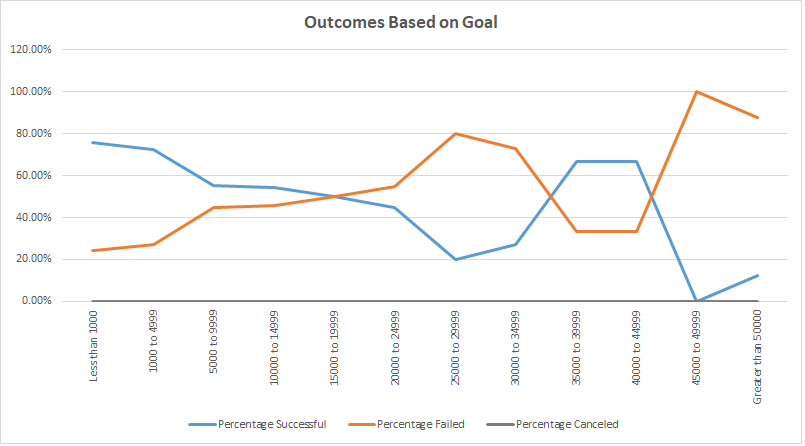 Outcomes Based on Goal
120.00%
100.00%
80.00%
60.00%
40.00%
20.00%
0.00%
Less than 1000
1000 to 4999
5000 to 9999
10000 to 14999
15000 to 19999
20000 to 24999
25000 to 29999
30000 to 34999
35000 to 39999
40000 to 44999
45000 to 49999
Greater than 50000
Percentage Successful
Percentage Failed
Percentage Canceled